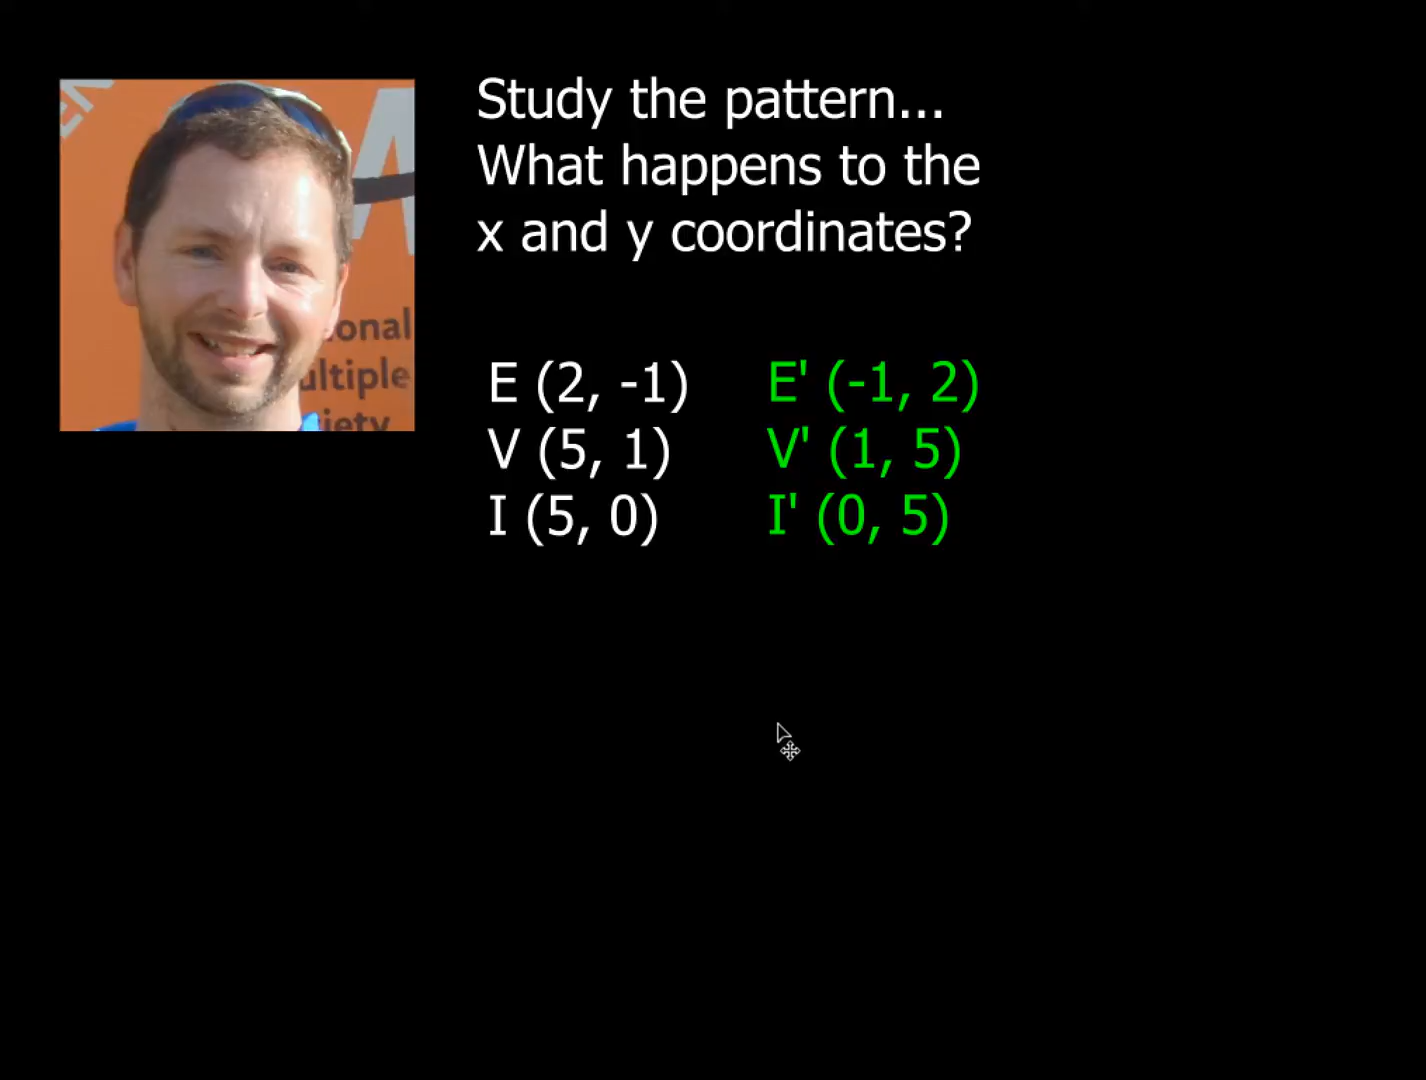 Study the pattern...
What happens to the
x and y coordinates?
E (2, -1) E' (-1, 2)
V (5, 1) V' (1, 5)
I (5, 0) I' (0, 5)